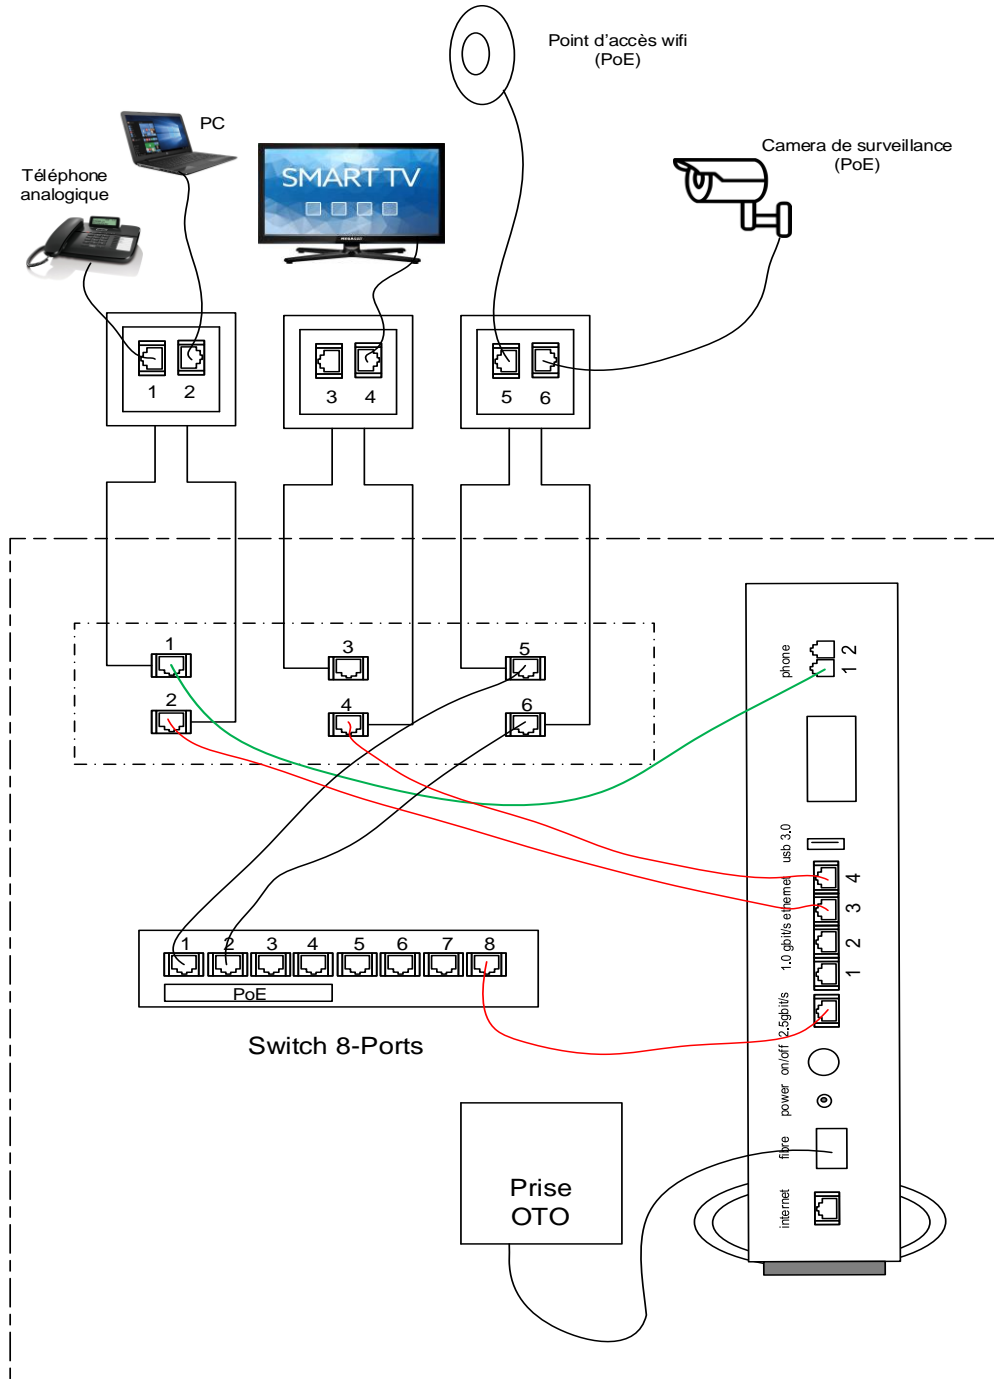 Point d'accès wifi
(PoE)
PC
Camera de surveillance
(PoE)
Téléphone
analogique
SMART TV
1 2
3 4
5 6
1
3
5
2
4
6
phone
1 2
usb 3.0
1.0 gbit/s ethernet
1 2 3 4
2.5gbit/s
on/off
power
fibre
internet
1 2 3 4 5 6 7 8
PoE
Switch 8-Ports
Prise
OTO